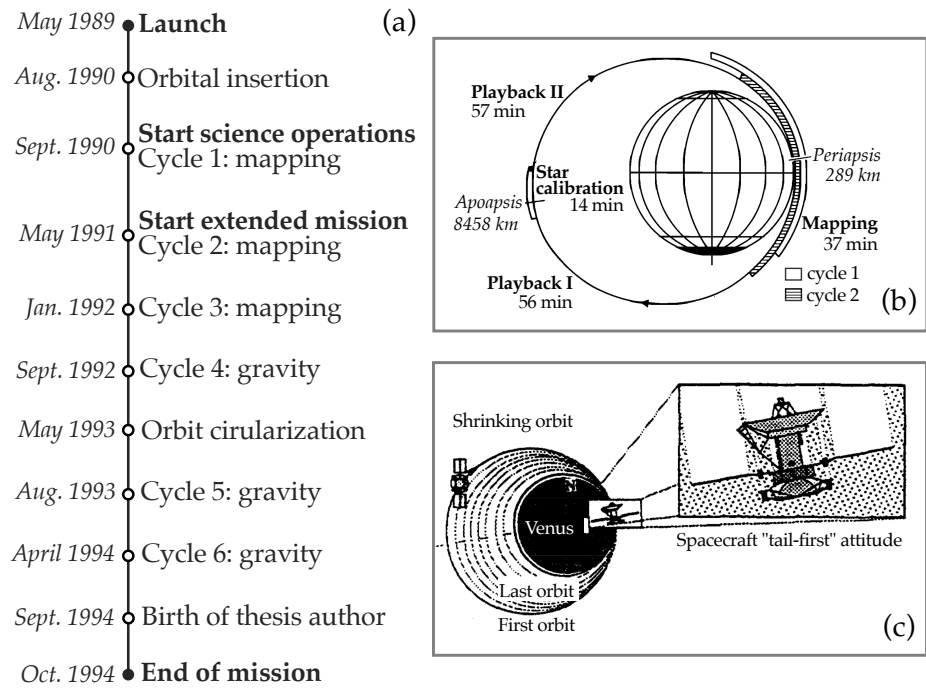 (a)
May 1989 Launch
Aug. 1990 Orbital insertion
Sept. 1990 Start science operations
Cycle 1: mapping
May 1991 Start extended mission
Cycle 2: mapping
Jan. 1992 Cycle 3: mapping
Sept. 1992 Cycle 4: gravity
May 1993 Orbit cirularization
Aug. 1993 Cycle 5: gravity
April 1994 Cycle 6: gravity
Sept. 1994 Birth of thesis author
Oct. 1994 End of mission
Playback II
57 min
Periapsis
289 km
Star
calibration
14 min
Apoapsis
8458 km
Mapping
37 min
Playback I
56 min
cycle 1
cycle 2
(b)
Shrinking orbit
Venus
Spacecraft "tail-first" attitude
Last orbit
First orbit
(c)